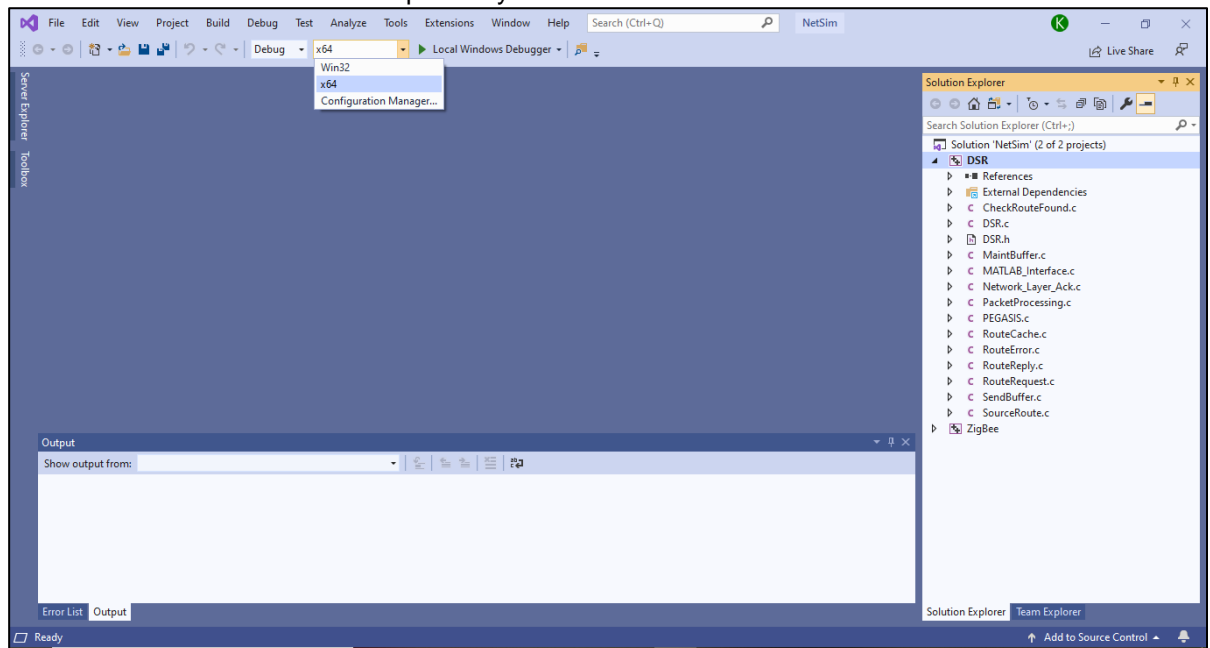 File Edit View Project Build Debug Test Analyze Tools Extensions Window Help Search (Ctrl+Q) NetSim K
Debug x64 Local Windows Debugger Live Share
Win32
x64
Configuration Manager...
Server Explorer
Toolbox
Solution Explorer
Search Solution Explorer (Ctrl+;)
Solution 'NetSim' (2 of 2 projects)
DSR
References
External Dependencies
CheckRouteFound.c
DSR.c
DSR.h
MaintBuffer.c
MATLAB_Interface.c
Network_Layer_Ack.c
PacketProcessing.c
PEGASIS.c
RouteCache.c
RouteError.c
RouteReply.c
RouteRequest.c
SendBuffer.c
SourceRoute.c
ZigBee
Output
Show output from:
Error List Output
Solution Explorer Team Explorer
Ready
Add to Source Control